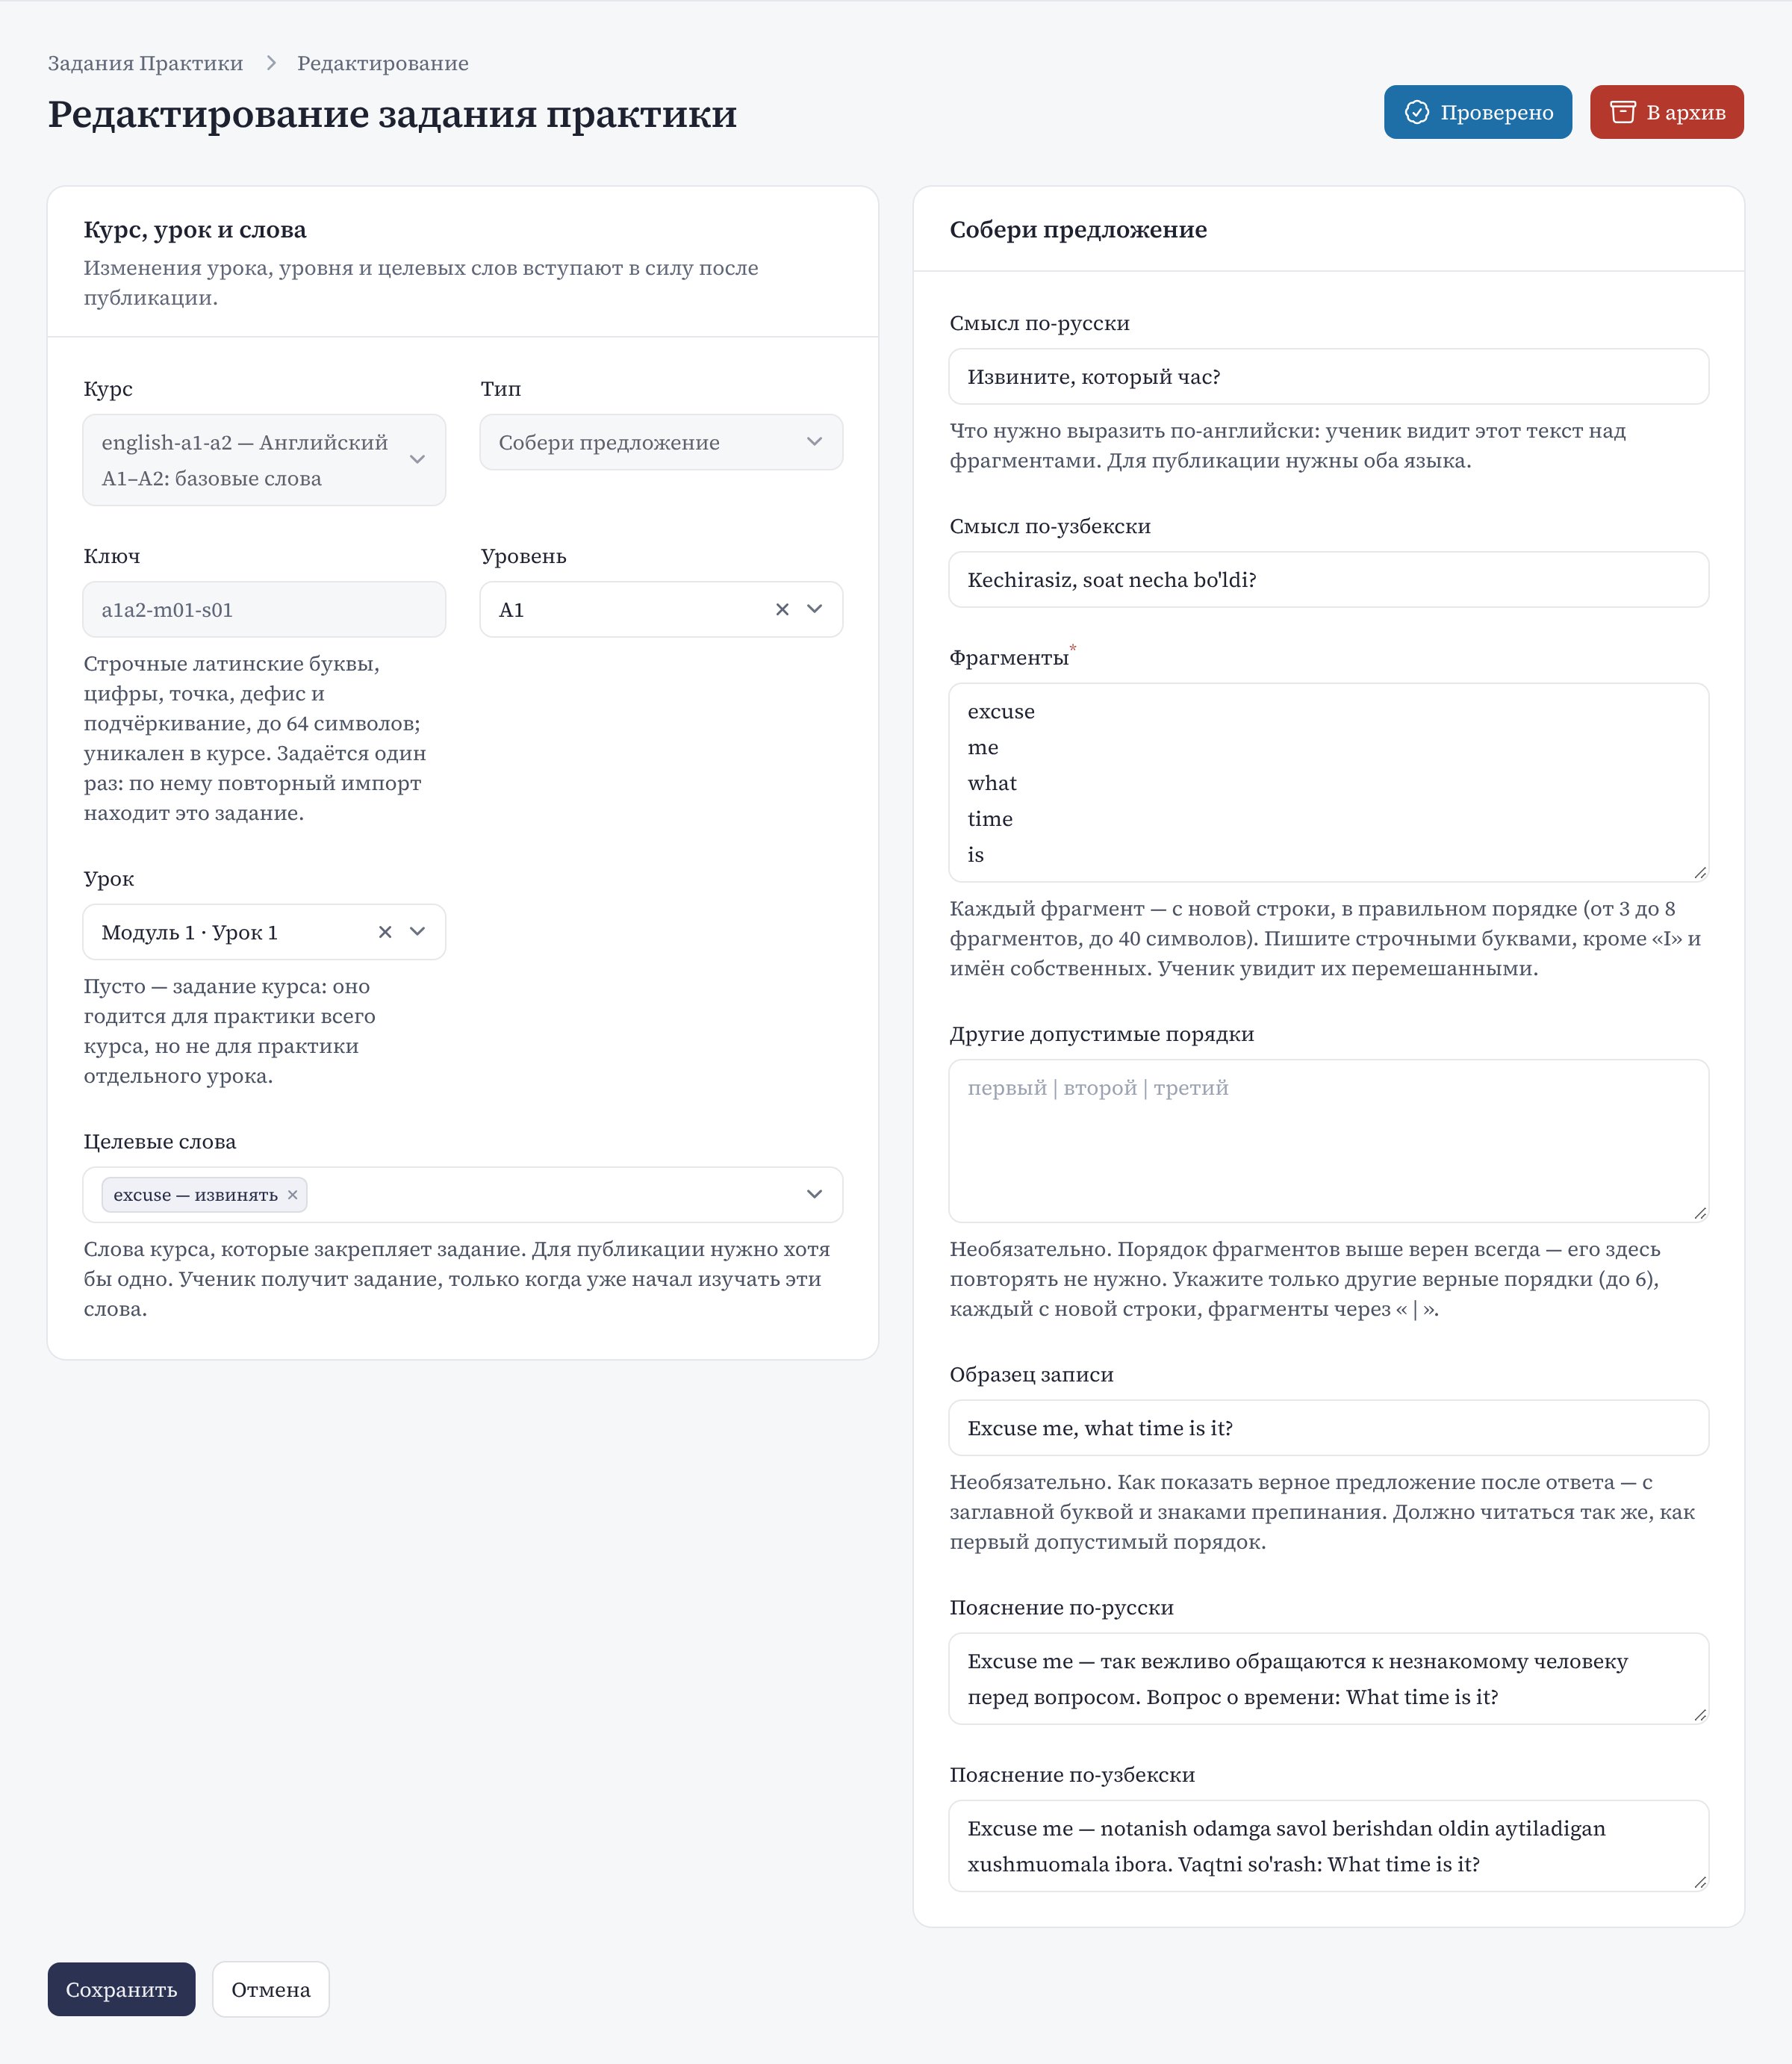 Задания Практики > Редактирование
Редактирование задания практики
Проверено
В архив
Курс, урок и слова
Изменения урока, уровня и целевых слов вступают в силу после
публикации.
Курс
english-a1-a2 — Английский
A1–A2: базовые слова
Тип
Собери предложение
Ключ
a1a2-m01-s01
Строчные латинские буквы,
цифры, точка, дефис и
подчёркивание, до 64 символов;
уникален в курсе. Задаётся один
раз: по нему повторный импорт
находит это задание.
Уровень
A1
Урок
Модуль 1 · Урок 1
Пусто — задание курса: оно
годится для практики всего
курса, но не для практики
отдельного урока.
Целевые слова
excuse — извинять
Слова курса, которые закрепляет задание. Для публикации нужно хотя
бы одно. Ученик получит задание, только когда уже начал изучать эти
слова.
Собери предложение
Смысл по-русски
Извините, который час?
Что нужно выразить по-английски: ученик видит этот текст над
фрагментами. Для публикации нужны оба языка.
Смысл по-узбекски
Kechirasiz, soat necha bo'ldi?
Фрагменты*
excuse
me
what
time
is
Каждый фрагмент — с новой строки, в правильном порядке (от 3 до 8
фрагментов, до 40 символов). Пишите строчными буквами, кроме «I» и
имён собственных. Ученик увидит их перемешанными.
Другие допустимые порядки
первый | второй | третий
Необязательно. Порядок фрагментов выше верен всегда — его здесь
повторять не нужно. Укажите только другие верные порядки (до 6),
каждый с новой строки, фрагменты через « | ».
Образец записи
Excuse me, what time is it?
Необязательно. Как показать верное предложение после ответа — с
заглавной буквой и знаками препинания. Должно читаться так же, как
первый допустимый порядок.
Пояснение по-русски
Excuse me — так вежливо обращаются к незнакомому человеку
перед вопросом. Вопрос о времени: What time is it?
Пояснение по-узбекски
Excuse me — notanish odamga savol berishdan oldin aytiladigan
xushmuomala ibora. Vaqtni so'rash: What time is it?
Сохранить
Отмена